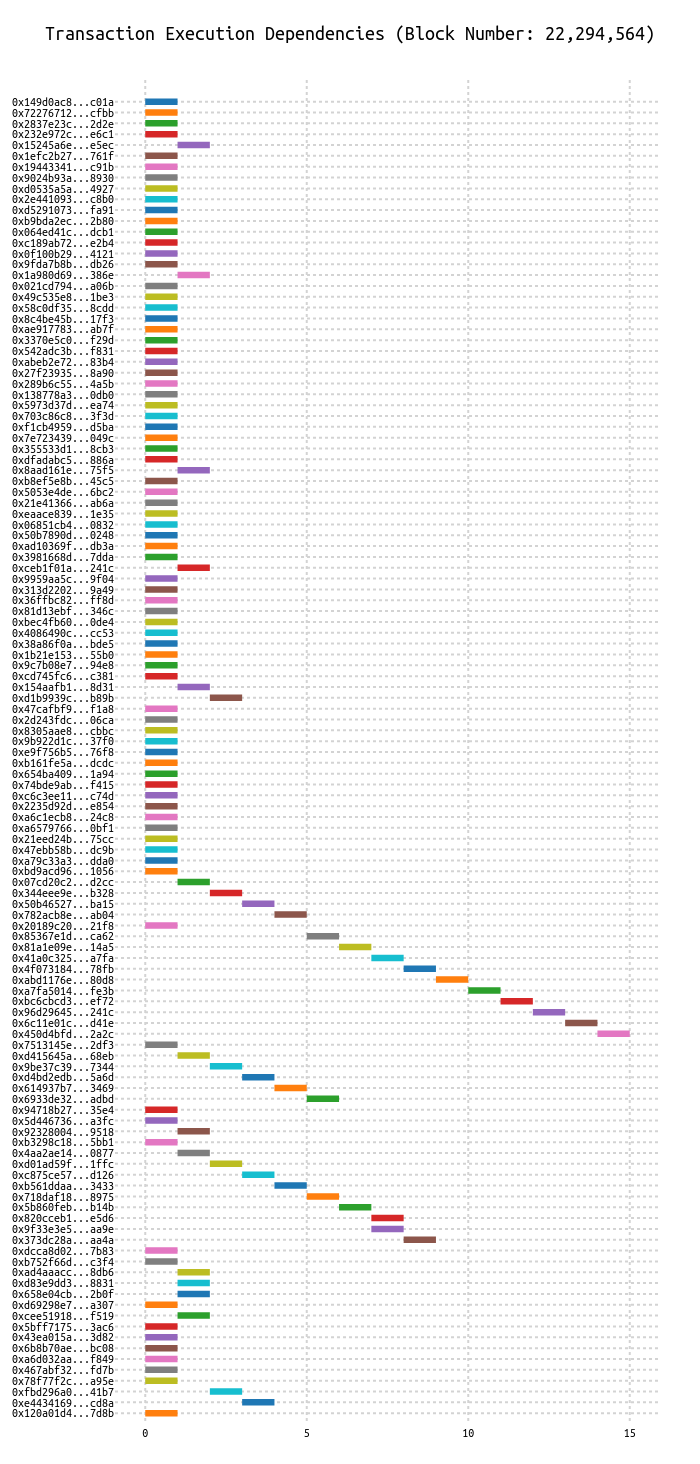 Transaction Execution Dependencies (Block Number: 22,294,564)
0x149d0ac8...c01a
0x72276712...cfbb
0x2837e23c...2d2e
0x232e972c...e6c1
0x15245a6e...e5ec
0x1efc2b27...761f
0x19443341...c91b
0x9024b93a...8930
0xd0535a5a...4927
0x2e441093...c8b0
0xd5291073...fa91
0xb9bda2ec...2b80
0x064ed41c...dcb1
0xc189ab72...e2b4
0x0f100b29...4121
0x9fda7b8b...db26
0x1a980d69...386e
0x021cd794...a06b
0x49c535e8...1be3
0x58c0df35...8cdd
0x8c4be45b...17f3
0xae917783...ab7f
0x3370e5c0...f29d
0x542adc3b...f831
0xabeb2e72...83b4
0x27f23935...8a90
0x289b6c55...4a5b
0x138778a3...0db0
0x5973d37d...ea74
0x703c86c8...3f3d
0xf1cb4959...d5ba
0x7e723439...049c
0x355533d1...8cb3
0xdfadabc5...886a
0x8aad161e...75f5
0xb8ef5e8b...45c5
0x5053e4de...6bc2
0x21e41366...ab6a
0xeaace839...1e35
0x06851cb4...0832
0x50b7890d...0248
0xad10369f...db3a
0x3981668d...7dda
0xceb1f01a...241c
0x9959aa5c...9f04
0x313d2202...9a49
0x36ffbc82...ff8d
0x81d13ebf...346c
0xbec4fb60...0de4
0x4086490c...cc53
0x38a86f0a...bde5
0x1b21e153...55b0
0x9c7b08e7...94e8
0xcd745fc6...c381
0x154aafb1...8d31
0xd1b9939c...b89b
0x47cafbf9...f1a8
0x2d243fdc...06ca
0x8305aae8...cbbc
0x9b922d1c...37f0
0xe9f756b5...76f8
0xb161fe5a...dcdc
0x654ba409...1a94
0x74bde9ab...f415
0xc6c3ee11...c74d
0x2235d92d...e854
0xa6c1ecb8...24c8
0xa6579766...0bf1
0x21eed24b...75cc
0x47ebb58b...dc9b
0xa79c33a3...dda0
0xbd9acd96...1056
0x07cd20c2...d2cc
0x344eee9e...b328
0x50b46527...ba15
0x782acb8e...ab04
0x20189c20...21f8
0x85367e1d...ca62
0x81a1e09e...14a5
0x41a0c325...a7fa
0x4f073184...78fb
0xabd1176e...80d8
0xa7fa5014...fe3b
0xbc6cbcd3...ef72
0x96d29645...241c
0x6c11e01c...d41e
0x450d4bfd...2a2c
0x7513145e...2df3
0xd415645a...68eb
0x9be37c39...7344
0xd4bd2edb...5a6d
0x614937b7...3469
0x6933de32...adbd
0x94718b27...35e4
0x5d446736...a3fc
0x92328004...9518
0xb3298c18...5bb1
0x4aa2ae14...0877
0xd01ad59f...1ffc
0xc875ce57...d126
0xb561ddaa...3433
0x718daf18...8975
0x5b860feb...b14b
0x820cceb1...e5d6
0x9f33e3e5...aa9e
0x373dc28a...aa4a
0xdcca8d02...7b83
0xb752f66d...c3f4
0xad4aaacc...8db6
0xd83e9dd3...8831
0x658e04cb...2b0f
0xd69298e7...a307
0xcee51918...f519
0x5bff7175...3ac6
0x43ea015a...3d82
0x6b8b70ae...bc08
0xa6d032aa...f849
0x467abf32...fd7b
0x78f77f2c...a95e
0xfbd296a0...41b7
0xe4434169...cd8a
0x120a01d4...7d8b
0 5 10 15